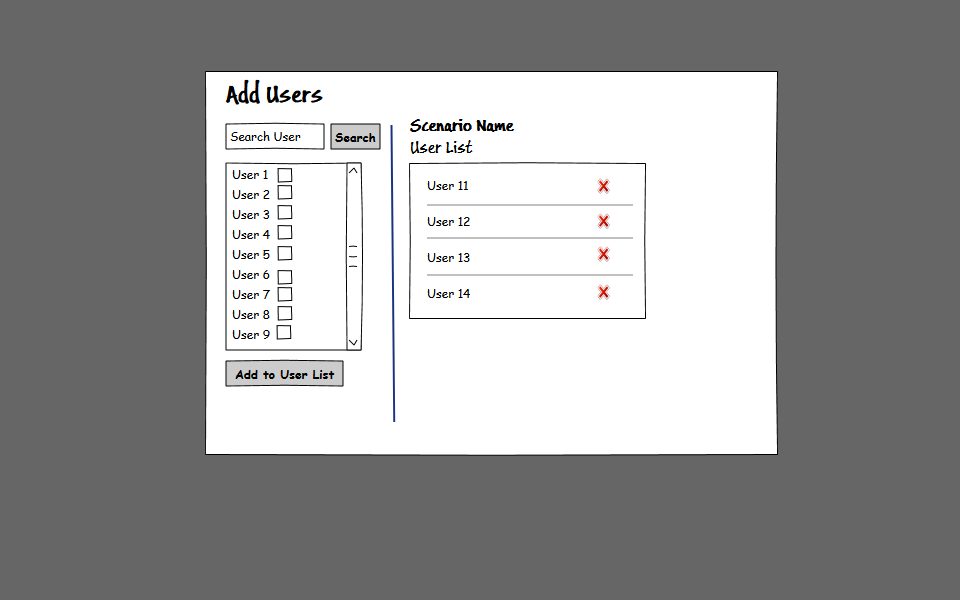 Add Users
Search User
Search
User 1
User 2
User 3
User 4
User 5
User 6
User 7
User 8
User 9
Add to User List
Scenario Name
User List
User 11
User 12
User 13
User 14